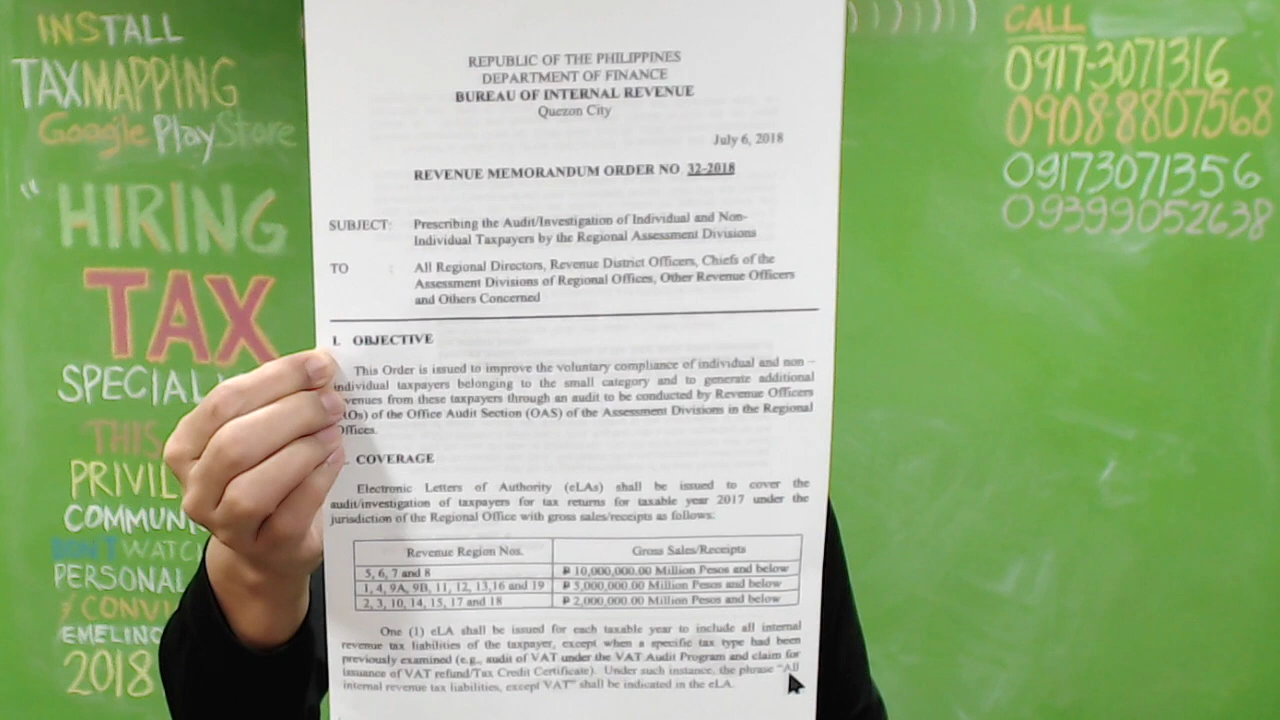 INSTALL
TAXMAPPING
Google PlayStore
"HIRING
TAX
SPECIAL
THIS
PRIVIL
COMMUN
DON'T WATCH
PERSONAL
EMELINO
2018
REPUBLIC OF THE PHILIPPINES
DEPARTMENT OF FINANCE
BUREAU OF INTERNAL REVENUE
Quezon City
July 6, 2018
REVENUE MEMORANDUM ORDER NO. 32-2018
SUBJECT: Prescribing the Audit/Investigation of Individual and Non-
Individual Taxpayers by the Regional Assessment Divisions
TO : All Regional Directors, Revenue District Officers, Chiefs of the
Assessment Divisions of Regional Offices, Other Revenue Officers
and Others Concerned
I. OBJECTIVE
This Order is issued to improve the voluntary compliance of individual and non –
individual taxpayers belonging to the small category and to generate additional
venues from these taxpayers through an audit to be conducted by Revenue Officers
ROs) of the Office Audit Section (OAS) of the Assessment Divisions in the Regional
Offices.
. COVERAGE
Electronic Letters of Authority (eLAs) shall be issued to cover the
audit/investigation of taxpayers for tax returns for taxable year 2017 under the
jurisdiction of the Regional Office with gross sales/receipts as follows:
Revenue Region Nos. Gross Sales/Receipts
5, 6, 7 and 8 ₱ 10,000,000.00 Million Pesos and below
1, 4, 9A, 9B, 11, 12, 13,16 and 19 ₱ 5,000,000.00 Million Pesos and below
2, 3, 10, 14, 15, 17 and 18 ₱ 2,000,000.00 Million Pesos and below
One (1) eLA shall be issued for each taxable year to include all internal
revenue tax liabilities of the taxpayer, except when a specific tax type had been
previously examined (e.g., audit of VAT under the VAT Audit Program and claim for
issuance of VAT refund/Tax Credit Certificate). Under such instance, the phrase "All
internal revenue tax liabilities, except VAT" shall be indicated in the eLA.
CALL
0917-3071316
0908-8807568
09173071356
09399052638